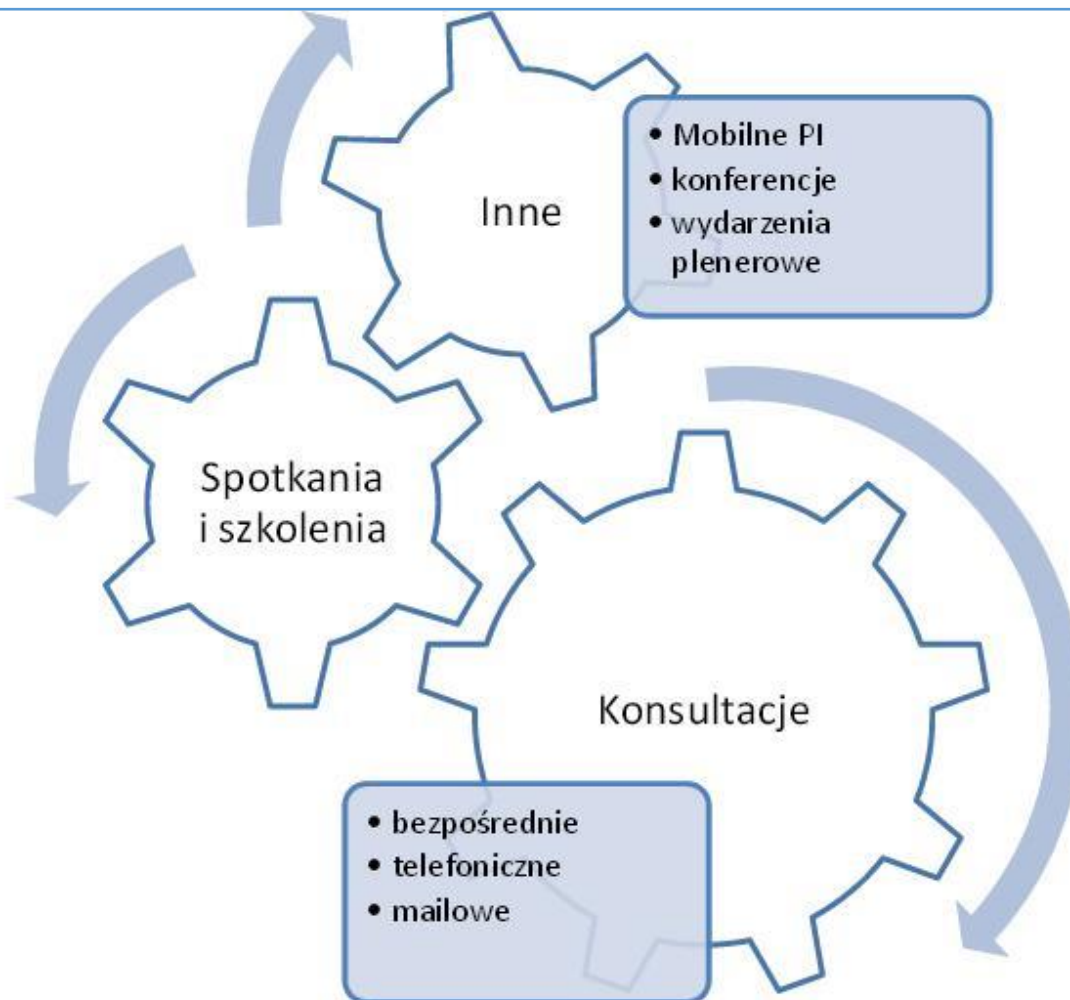 Inne
• Mobilne PI
• konferencje
• wydarzenia
plenerowe
Spotkania
i szkolenia
Konsultacje
• bezpośrednie
• telefoniczne
• mailowe